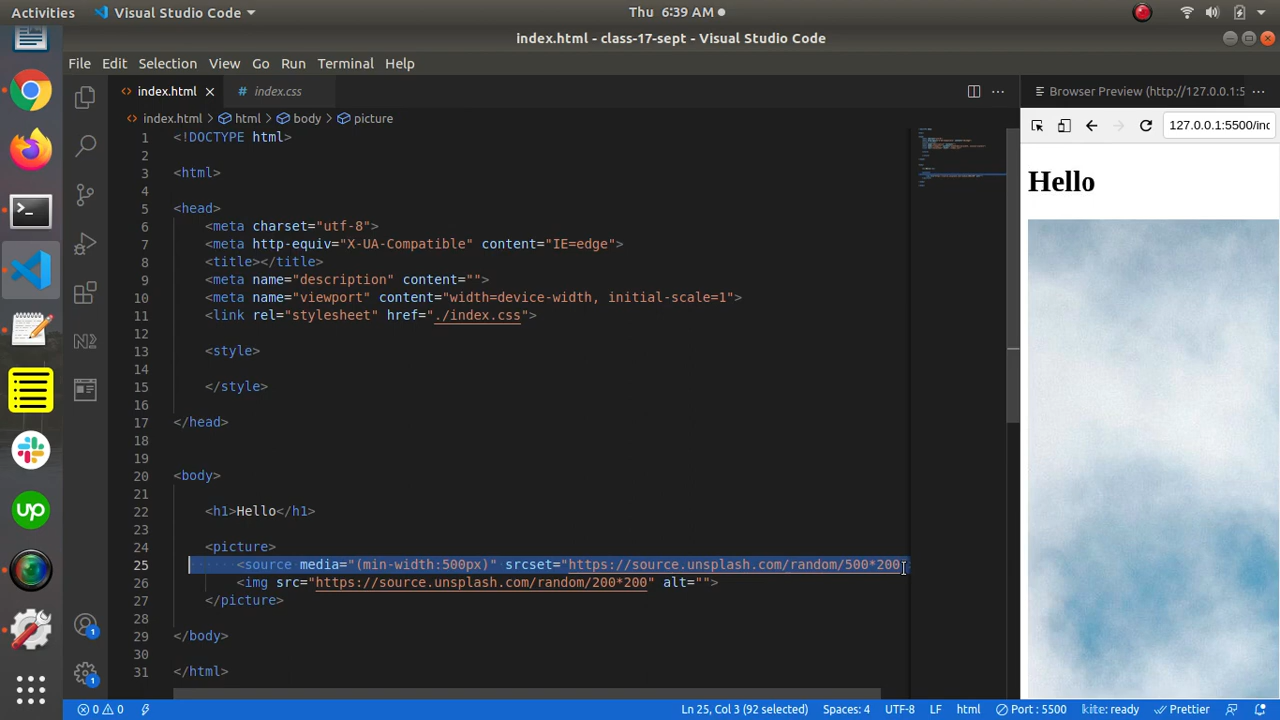 Activities Visual Studio Code Thu 6:39 AM
index.html - class-17-sept - Visual Studio Code
File Edit Selection View Go Run Terminal Help
index.html index.css Browser Preview (http://127.0.0.1:5
index.html > html > body > picture 127.0.0.1:5500/ind
1 <!DOCTYPE html>
2
3 <html>
4
5 <head>
6 <meta charset="utf-8">
7 <meta http-equiv="X-UA-Compatible" content="IE=edge">
8 <title></title>
9 <meta name="description" content="">
10 <meta name="viewport" content="width=device-width, initial-scale=1">
11 <link rel="stylesheet" href="./index.css">
12
13 <style>
14
15 </style>
16
17 </head>
18
19
20 <body>
21
22 <h1>Hello</h1>
23
24 <picture>
25 <source media="(min-width:500px)" srcset="https://source.unsplash.com/random/500*200
26 <img src="https://source.unsplash.com/random/200*200" alt="">
27 </picture>
28
29 </body>
30
31 </html>
Hello
up
1
1
0 0 Ln 25, Col 3 (92 selected) Spaces: 4 UTF-8 LF html Port : 5500 kite: ready Prettier